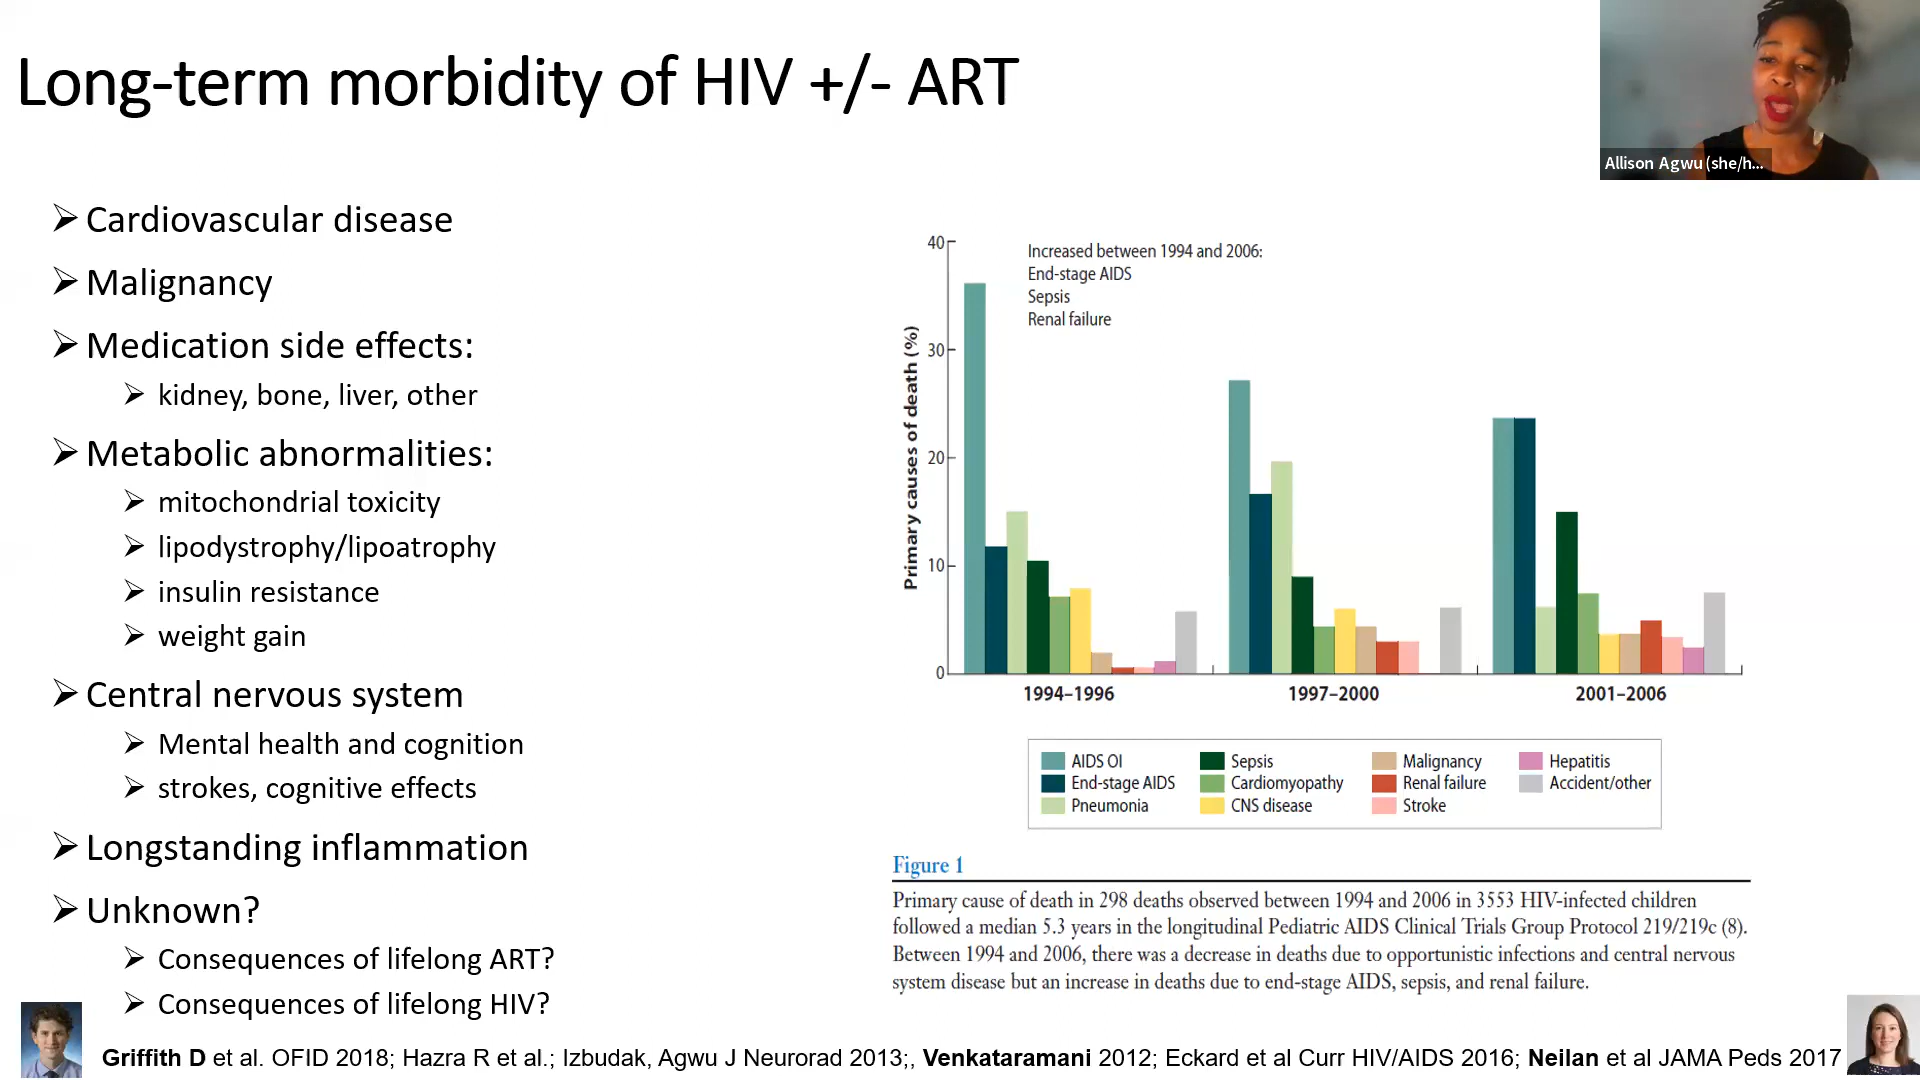 Long-term morbidity of HIV +/- ART
Allison Agwu (she/h...
Cardiovascular disease
Malignancy
Medication side effects:
kidney, bone, liver, other
Metabolic abnormalities:
mitochondrial toxicity
lipodystrophy/lipoatrophy
insulin resistance
weight gain
Central nervous system
Mental health and cognition
strokes, cognitive effects
Longstanding inflammation
Unknown?
Consequences of lifelong ART?
Consequences of lifelong HIV?
Primary causes of death (%)
40
30
20
10
0
Increased between 1994 and 2006:
End-stage AIDS
Sepsis
Renal failure
1994–1996 1997–2000 2001–2006
AIDS OI Sepsis Malignancy Hepatitis
End-stage AIDS Cardiomyopathy Renal failure Accident/other
Pneumonia CNS disease Stroke
Figure 1
Primary cause of death in 298 deaths observed between 1994 and 2006 in 3553 HIV-infected children
followed a median 5.3 years in the longitudinal Pediatric AIDS Clinical Trials Group Protocol 219/219c (8).
Between 1994 and 2006, there was a decrease in deaths due to opportunistic infections and central nervous
system disease but an increase in deaths due to end-stage AIDS, sepsis, and renal failure.
Griffith D et al. OFID 2018; Hazra R et al.; Izbudak, Agwu J Neurorad 2013;, Venkataramani 2012; Eckard et al Curr HIV/AIDS 2016; Neilan et al JAMA Peds 2017